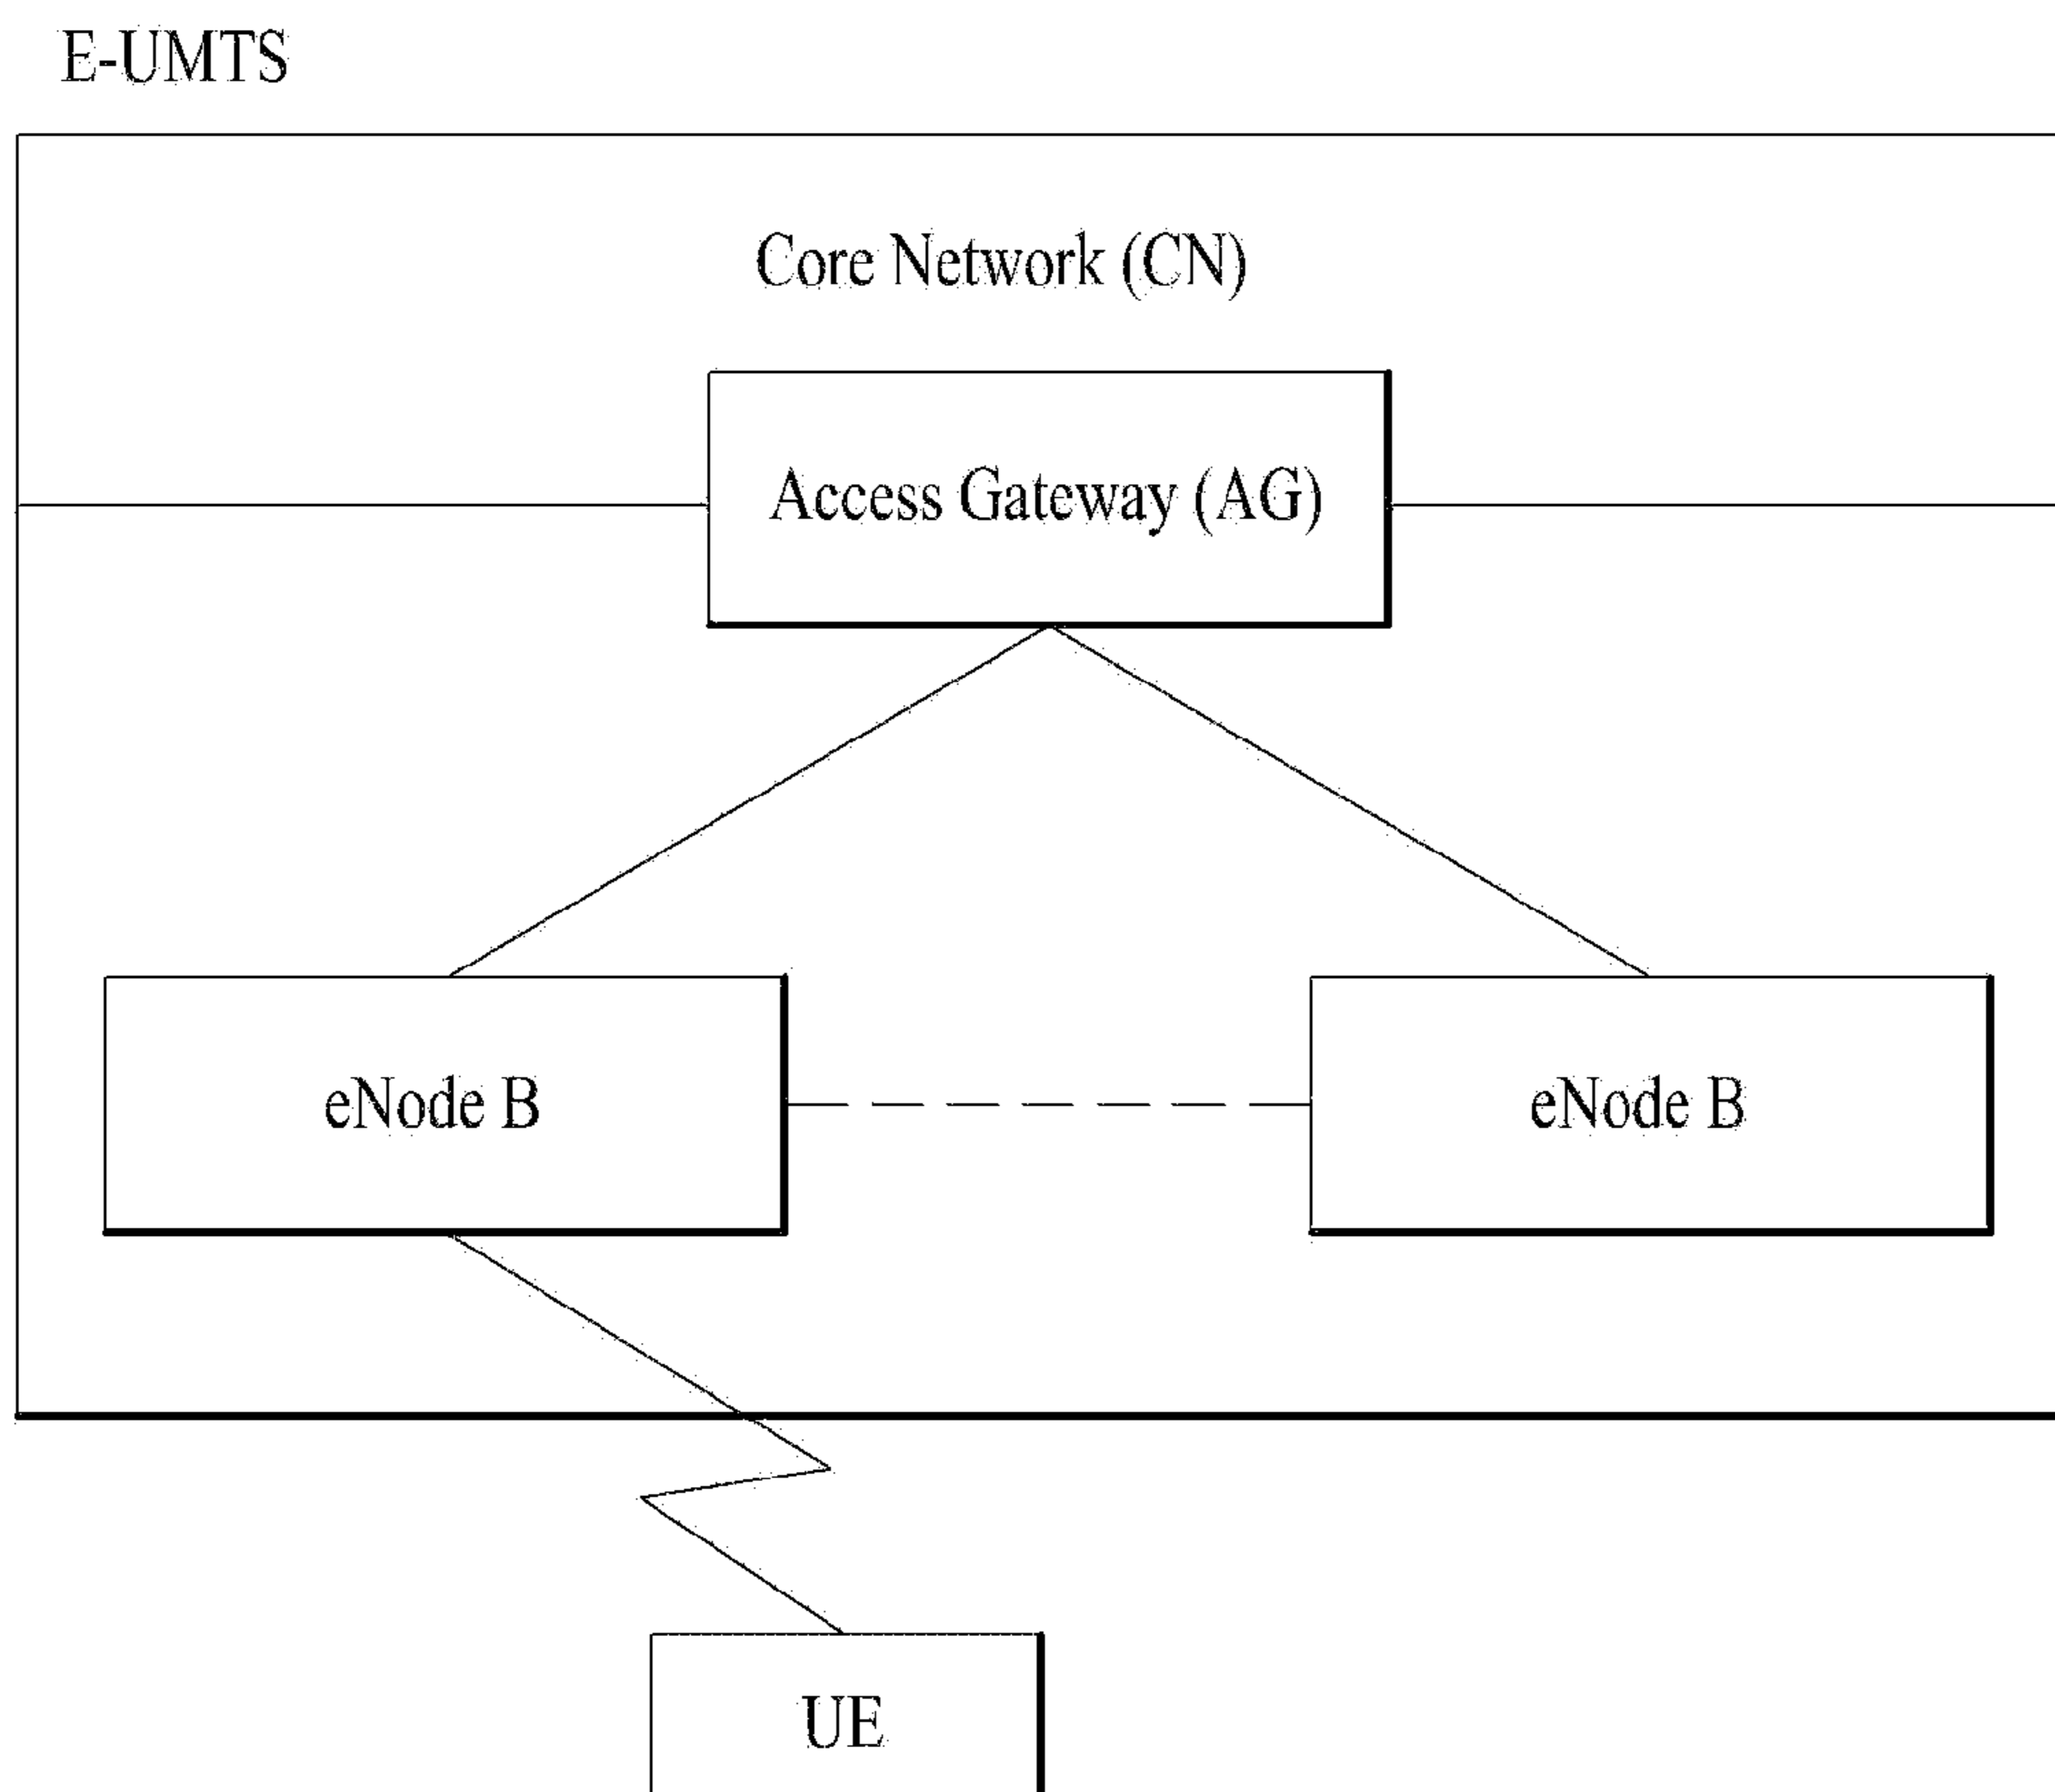 E-UMTS
Core Network (CN)
Access Gateway (AG)
eNode B
eNode B
UE